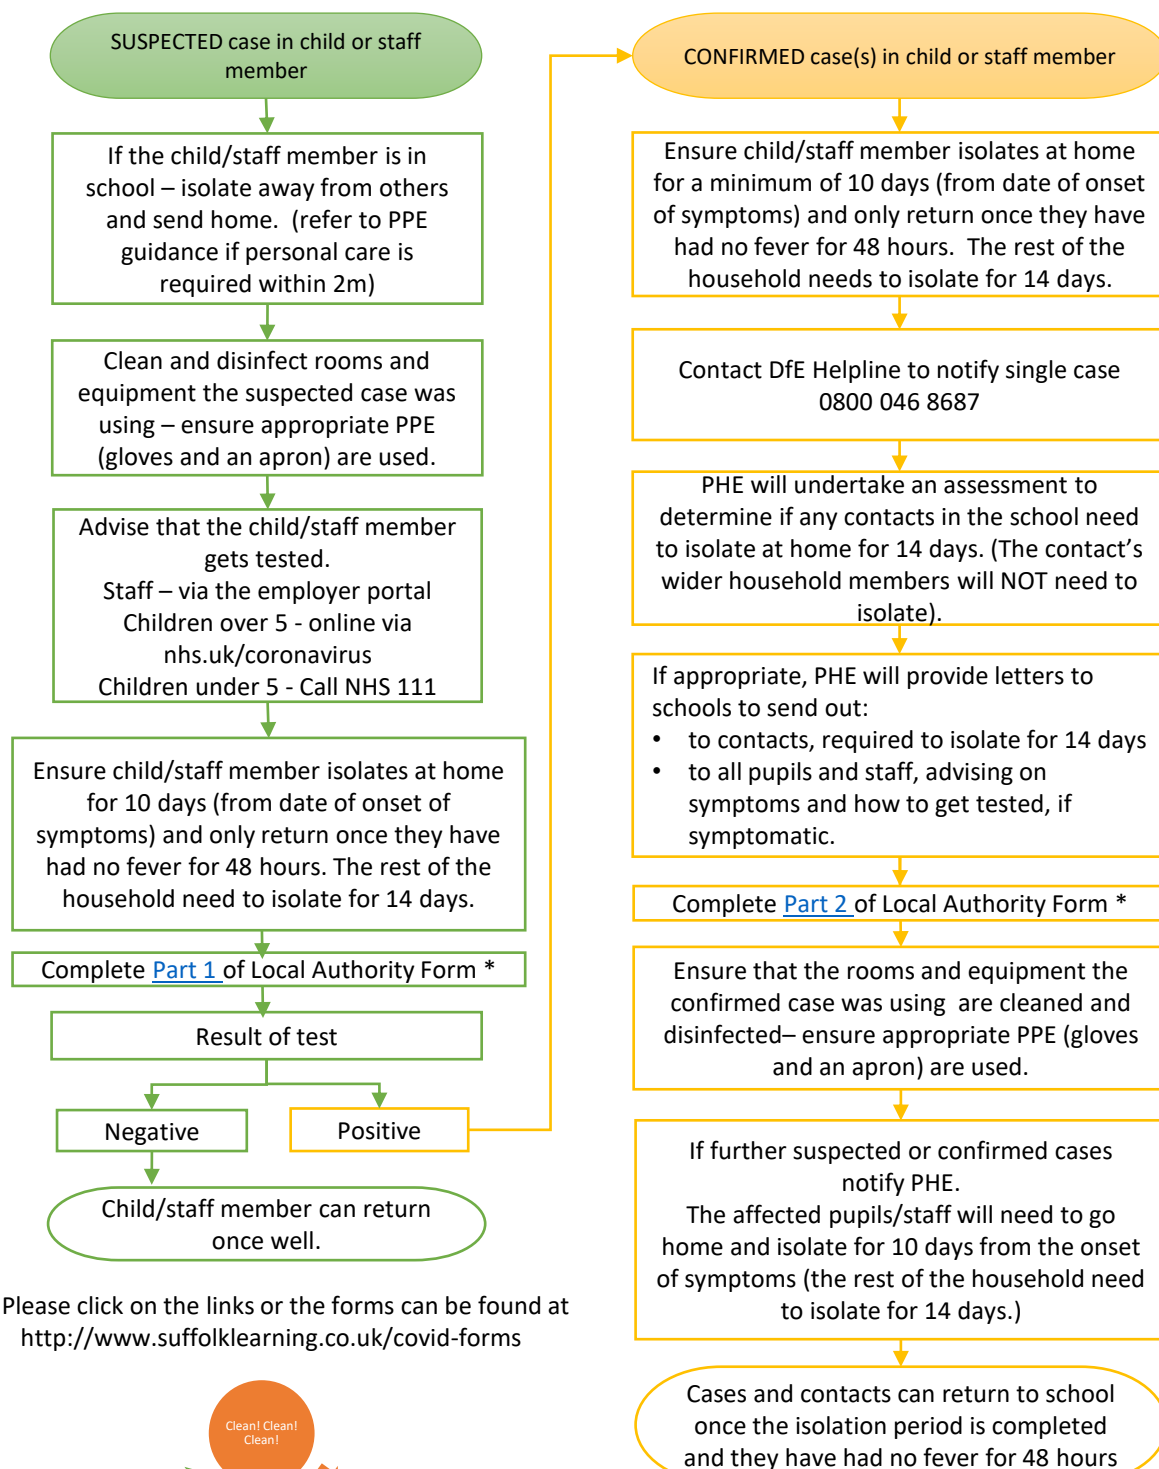 SUSPECTED case in child or staff
member
If the child/staff member is in
school – isolate away from others
and send home.  (refer to PPE
guidance if personal care is
required within 2m)
Clean and disinfect rooms and
equipment the suspected case was
using – ensure appropriate PPE
(gloves and an apron) are used.
Advise that the child/staff member
gets tested.
Staff – via the employer portal
Children over 5 - online via
nhs.uk/coronavirus
Children under 5 - Call NHS 111
Ensure child/staff member isolates at home
for 10 days (from date of onset of
symptoms) and only return once they have
had no fever for 48 hours. The rest of the
household need to isolate for 14 days.
Complete Part 1 of Local Authority Form *
Result of test
Negative
Positive
Child/staff member can return
once well.
Please click on the links or the forms can be found at
http://www.suffolklearning.co.uk/covid-forms
Clean! Clean!
Clean!
CONFIRMED case(s) in child or staff member
Ensure child/staff member isolates at home
for a minimum of 10 days (from date of onset
of symptoms) and only return once they have
had no fever for 48 hours.  The rest of the
household needs to isolate for 14 days.
Contact DfE Helpline to notify single case
0800 046 8687
PHE will undertake an assessment to
determine if any contacts in the school need
to isolate at home for 14 days. (The contact’s
wider household members will NOT need to
isolate).
If appropriate, PHE will provide letters to
schools to send out:
• to contacts, required to isolate for 14 days
• to all pupils and staff, advising on
symptoms and how to get tested, if
symptomatic.
Complete Part 2 of Local Authority Form *
Ensure that the rooms and equipment the
confirmed case was using  are cleaned and
disinfected– ensure appropriate PPE (gloves
and an apron) are used.
If further suspected or confirmed cases
notify PHE.
The affected pupils/staff will need to go
home and isolate for 10 days from the onset
of symptoms (the rest of the household need
to isolate for 14 days.)
Cases and contacts can return to school
once the isolation period is completed
and they have had no fever for 48 hours